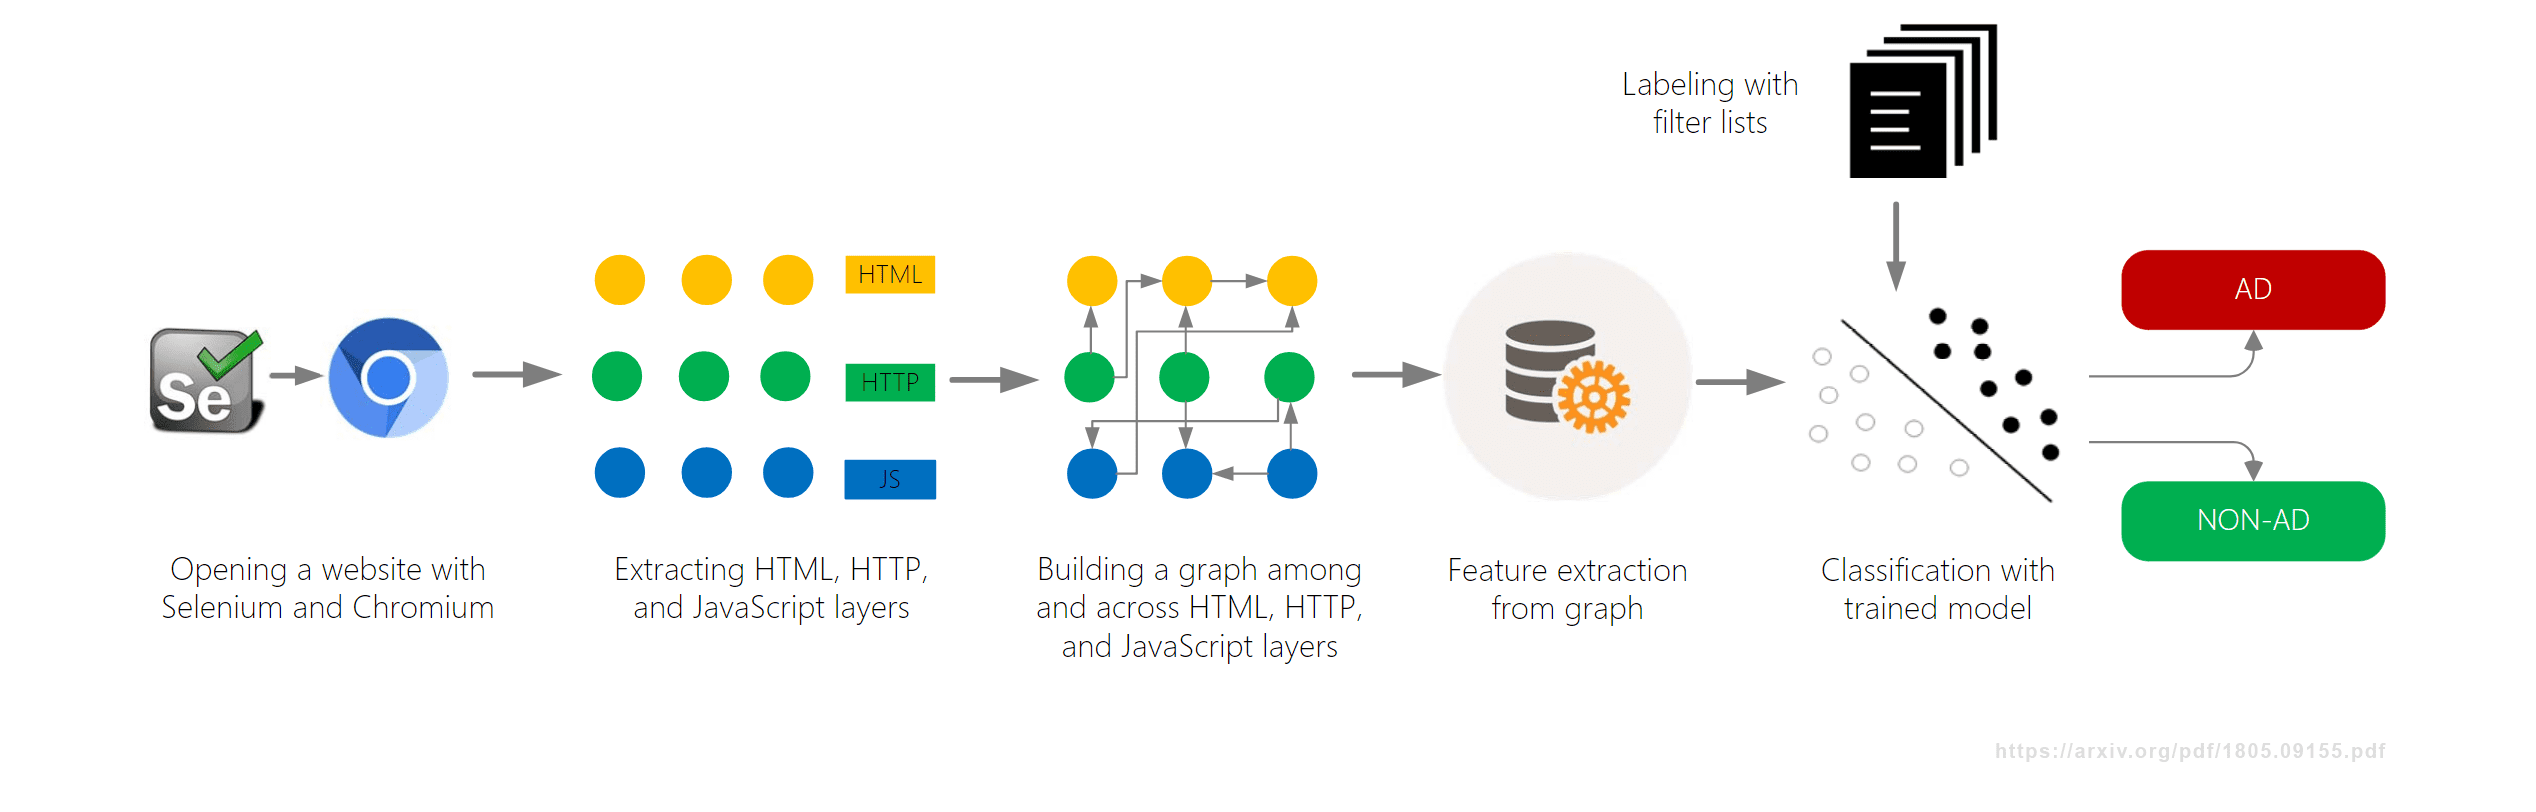 Labeling with
filter lists
HTML
HTTP
JS
Se
AD
NON-AD
Opening a website with
Selenium and Chromium
Extracting HTML, HTTP,
and JavaScript layers
Building a graph among
and across HTML, HTTP,
and JavaScript layers
Feature extraction
from graph
Classification with
trained model
https://arxiv.org/pdf/1805.09155.pdf